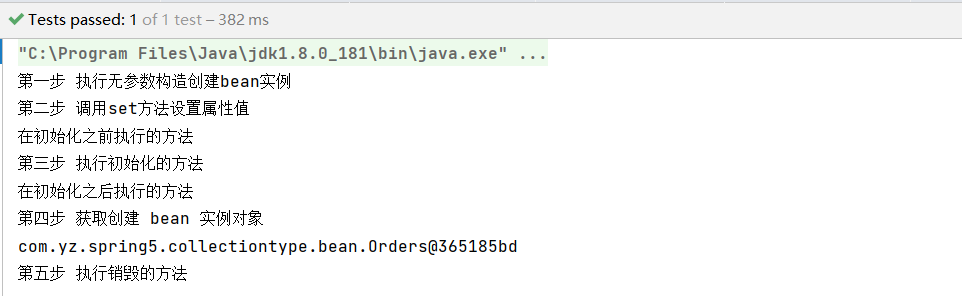 Tests passed: 1 of 1 test – 382 ms
"C:\Program Files\Java\jdk1.8.0_181\bin\java.exe" ...
第一步 执行无参数构造创建bean实例
第二步 调用set方法设置属性值
在初始化之前执行的方法
第三步 执行初始化的方法
在初始化之后执行的方法
第四步 获取创建 bean 实例对象
com.yz.spring5.collectiontype.bean.Orders@365185bd
第五步 执行销毁的方法